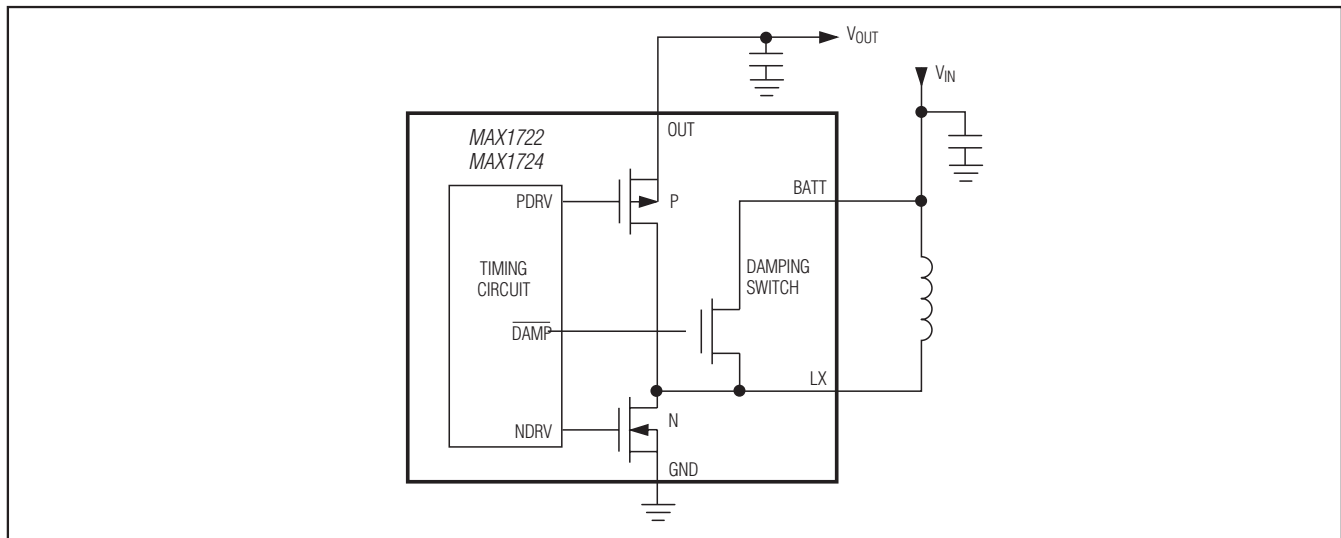 VOUT
VIN
OUT
MAX1722
MAX1724
BATT
PDRV
P
TIMING
CIRCUIT
DAMPING
SWITCH
DAMP
LX
NDRV
N
GND